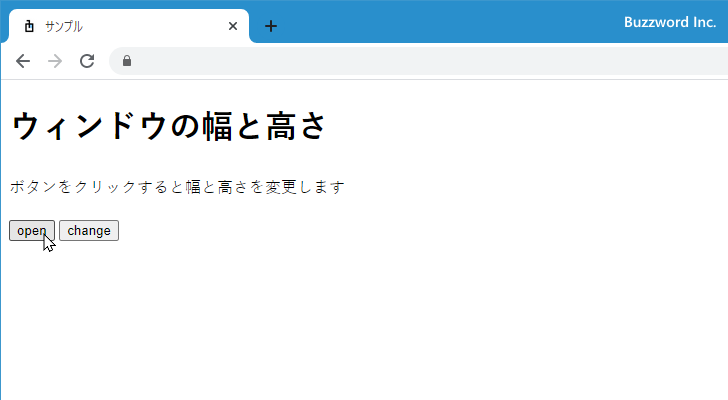 サンプル
Buzzword Inc.
ウィンドウの幅と高さ
ボタンをクリックすると幅と高さを変更します
open change